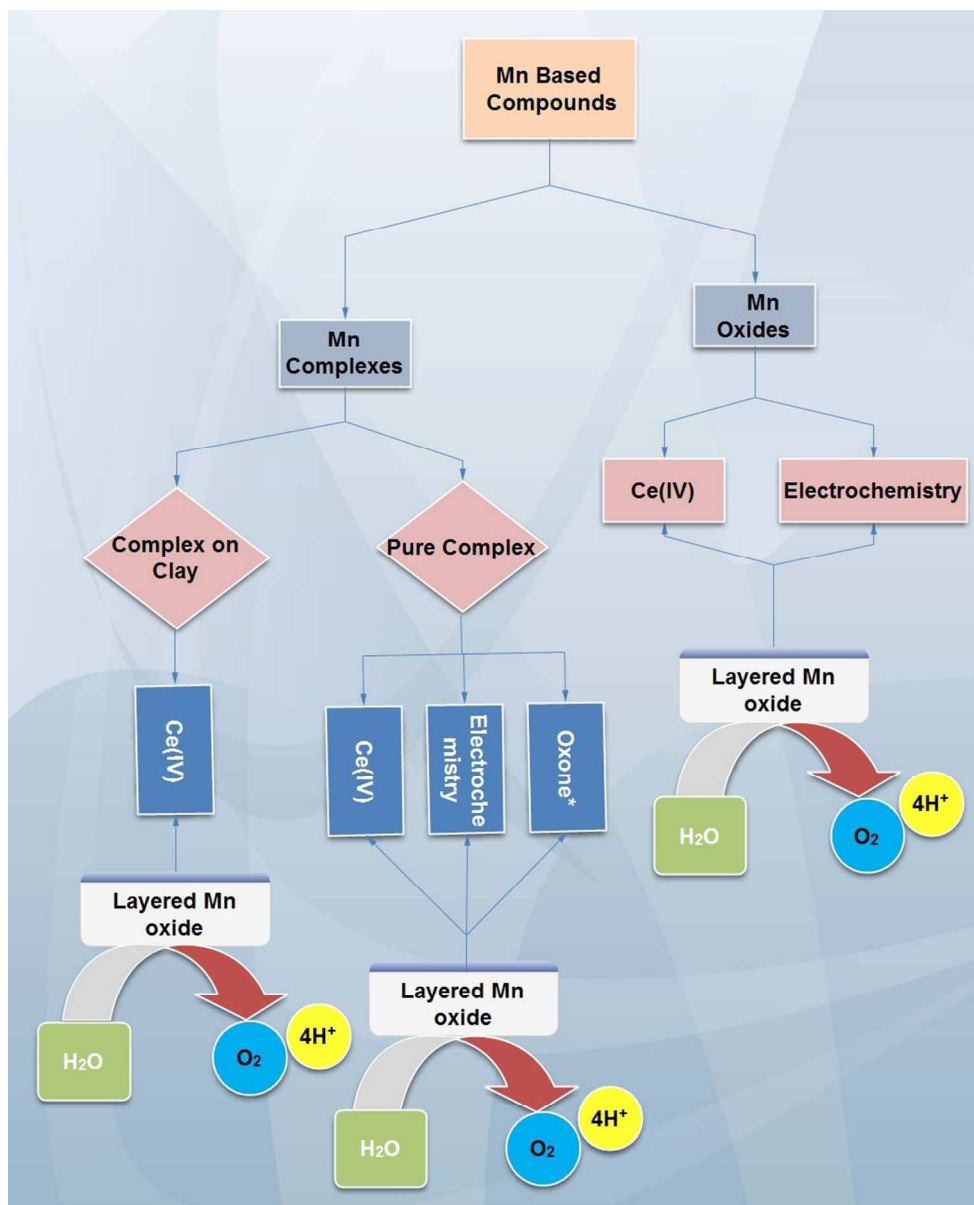 Mn Based
Compounds
Mn
Complexes
Mn
Oxides
Ce(IV)
Electrochemistry
Complex on
Clay
Pure Complex
Ce(IV)
Ce(IV)
Electroche
mistry
Oxone*
Layered Mn
oxide
H2O
O2
4H+
Layered Mn
oxide
H2O
O2
4H+
Layered Mn
oxide
H2O
O2
4H+